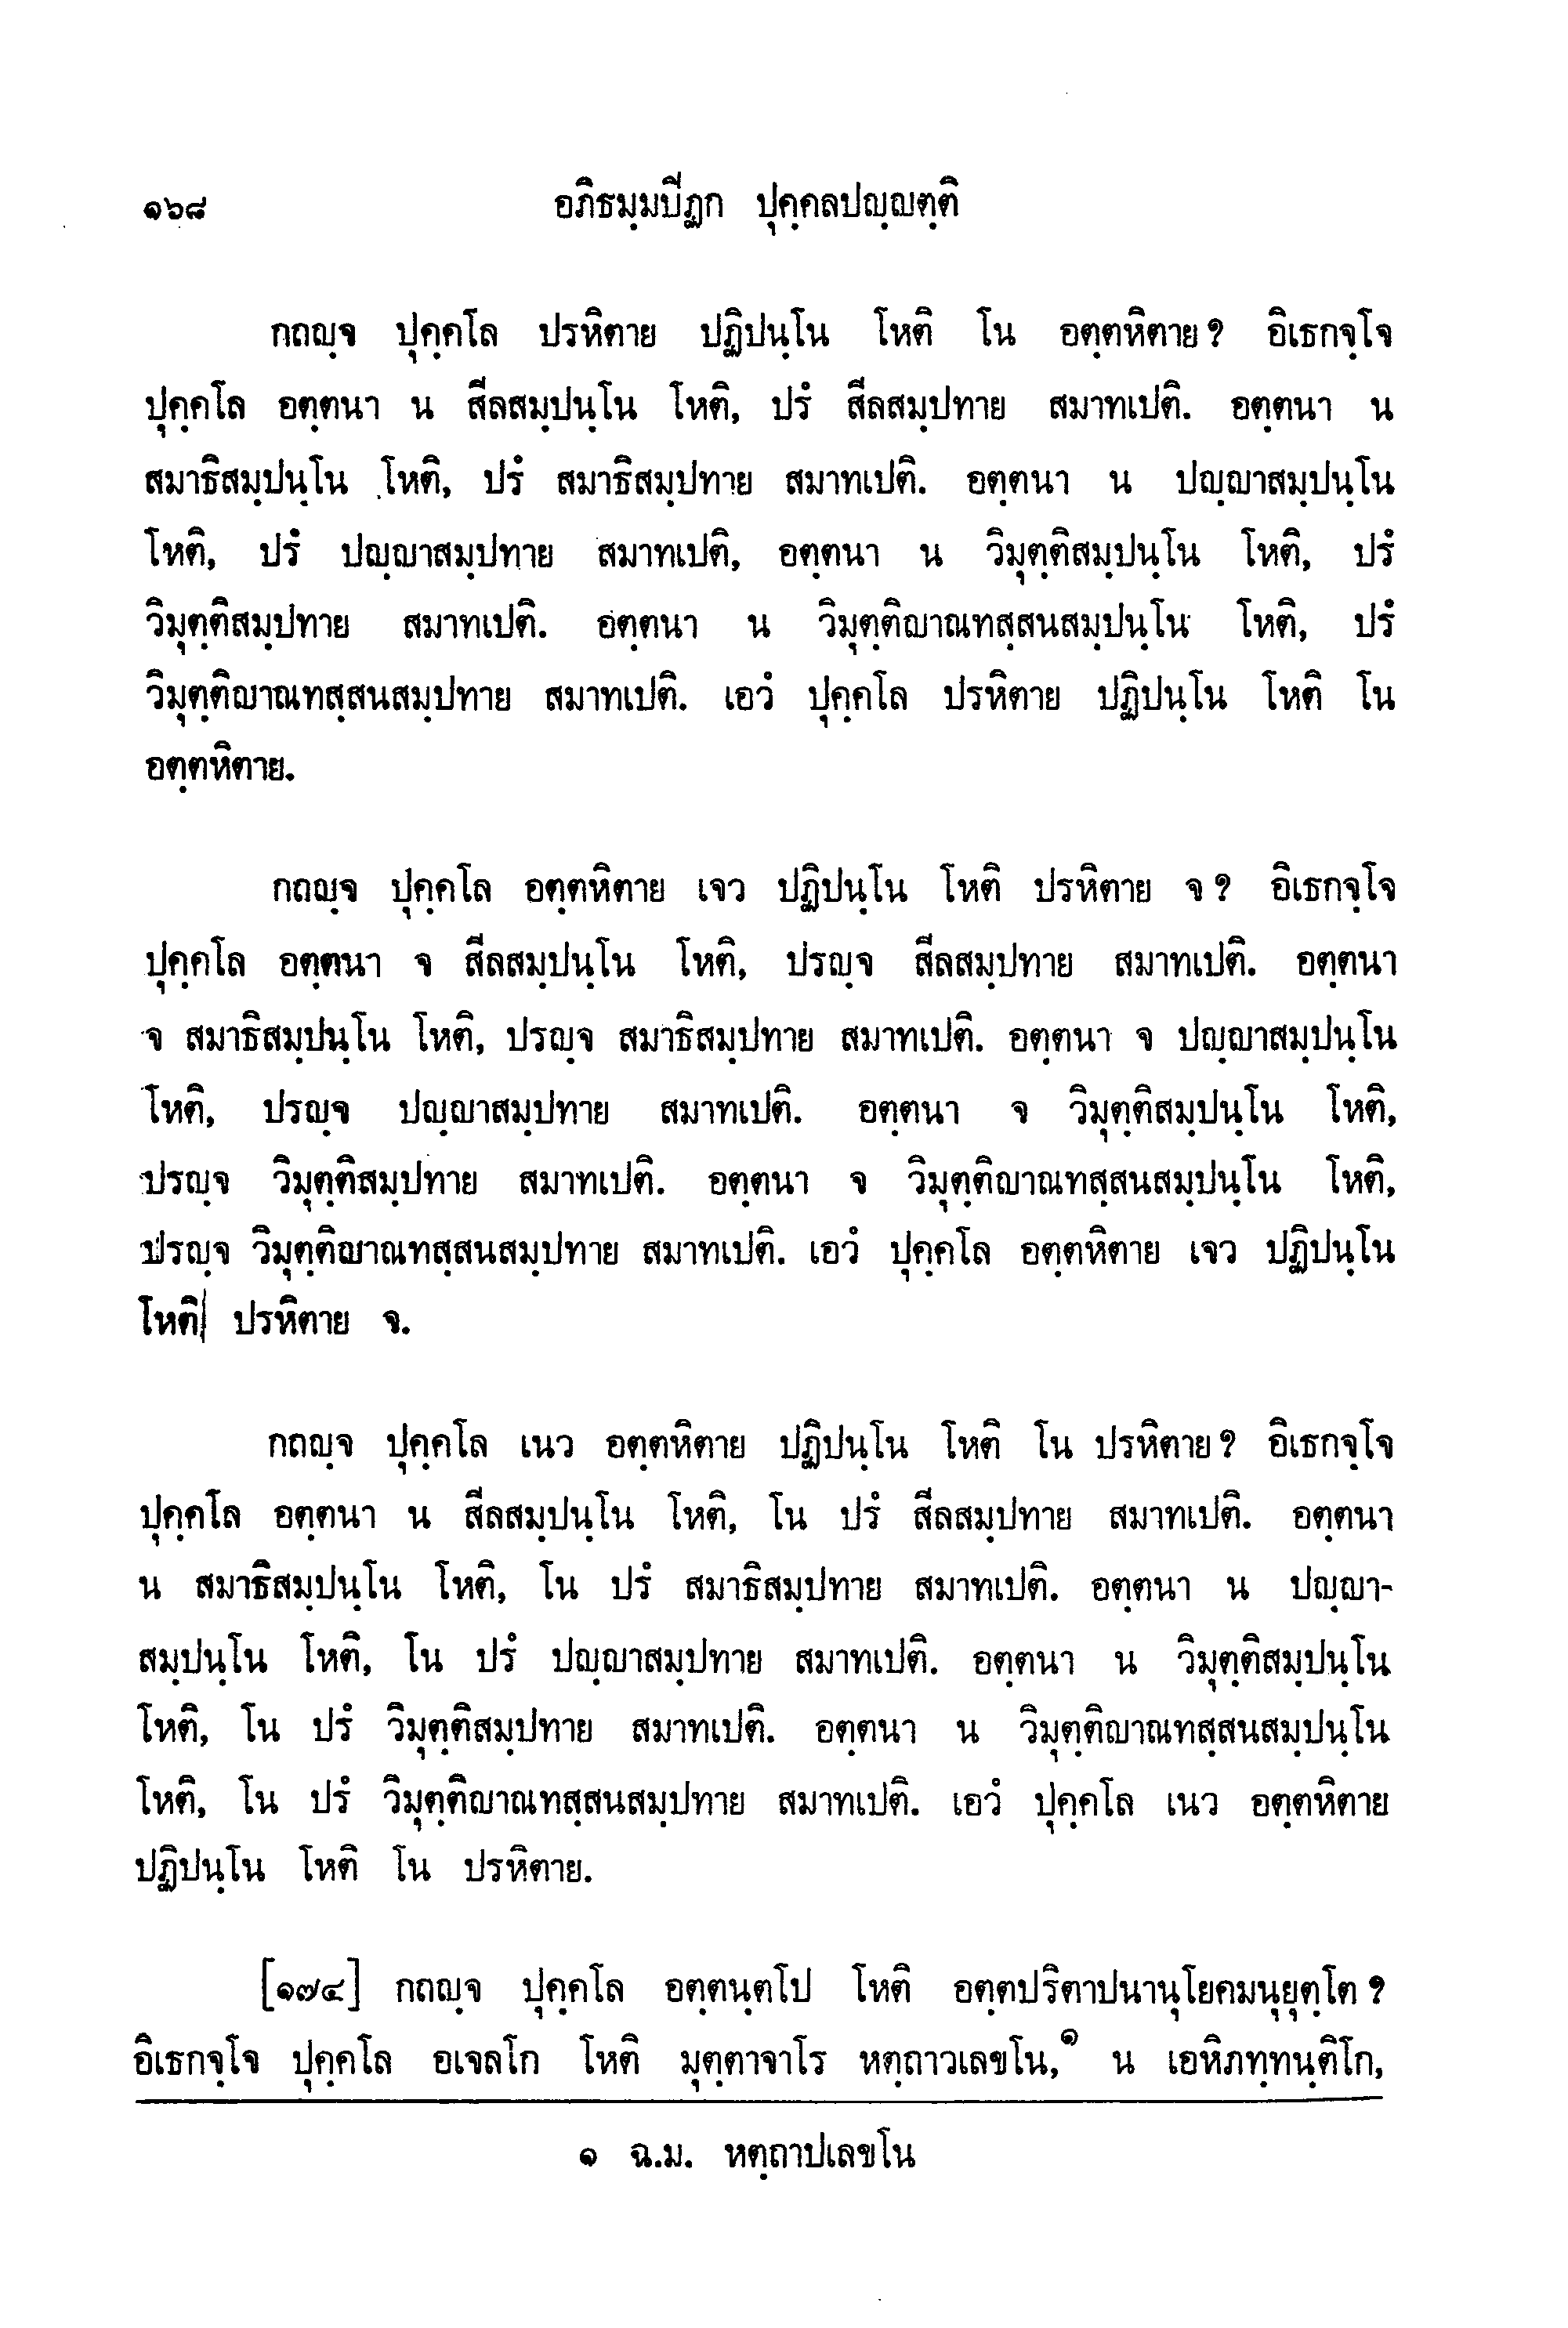 ๑๖๘ อภิธมฺมปีฏก ปุคฺคลปญฺญตฺติ
กถญฺจ ปุคฺคโล ปรหิตาย ปฏิปนฺโน โหติ โน อตฺตหิตาย? อิเธกจฺโจ
ปุคฺคโล อตฺตนา น สีลสมฺปนฺโน โหติ, ปรํ สีลสมฺปทาย สมาทเปติ. อตฺตนา น
สมาธิสมฺปนฺโน โหติ, ปรํ สมาธิสมฺปทาย สมาทเปติ. อตฺตนา น ปญฺญาสมฺปนฺโน
โหติ, ปรํ ปญฺญาสมฺปทาย สมาทเปติ, อตฺตนา น วิมุตฺติสมฺปนฺโน โหติ, ปรํ
วิมุตฺติสมฺปทาย สมาทเปติ. อตฺตนา น วิมุตฺติญาณทสฺสนสมฺปนฺโน โหติ, ปรํ
วิมุตฺติญาณทสฺสนสมฺปทาย สมาทเปติ. เอวํ ปุคฺคโล ปรหิตาย ปฏิปนฺโน โหติ โน
อตฺตหิตาย.
กถญฺจ ปุคฺคโล อตฺตหิตาย เจว ปฏิปนฺโน โหติ ปรหิตาย จ? อิเธกจฺโจ
ปุคฺคโล อตฺตนา จ สีลสมฺปนฺโน โหติ, ปรญฺจ สีลสมฺปทาย สมาทเปติ. อตฺตนา
จ สมาธิสมฺปนฺโน โหติ, ปรญฺจ สมาธิสมฺปทาย สมาทเปติ. อตฺตนา จ ปญฺญาสมฺปนฺโน
โหติ, ปรญฺจ ปญฺญาสมฺปทาย สมาทเปติ. อตฺตนา จ วิมุตฺติสมฺปนฺโน โหติ,
ปรญฺจ วิมุตฺติสมฺปทาย สมาทเปติ. อตฺตนา จ วิมุตฺติญาณทสฺสนสมฺปนฺโน โหติ,
ปรญฺจ วิมุตฺติญาณทสฺสนสมฺปทาย สมาทเปติ. เอวํ ปุคฺคโล อตฺตหิตาย เจว ปฏิปนฺโน
โหติ ปรหิตาย จ.
กถญฺจ ปุคฺคโล เนว อตฺตหิตาย ปฏิปนฺโน โหติ โน ปรหิตาย? อิเธกจฺโจ
ปุคฺคโล อตฺตนา น สีลสมฺปนฺโน โหติ, โน ปรํ สีลสมฺปทาย สมาทเปติ. อตฺตนา
น สมาธิสมฺปนฺโน โหติ, โน ปรํ สมาธิสมฺปทาย สมาทเปติ. อตฺตนา น ปญฺญา-
สมฺปนฺโน โหติ, โน ปรํ ปญฺญาสมฺปทาย สมาทเปติ. อตฺตนา น วิมุตฺติสมฺปนฺโน
โหติ, โน ปรํ วิมุตฺติสมฺปทาย สมาทเปติ. อตฺตนา น วิมุตฺติญาณทสฺสนสมฺปนฺโน
โหติ, โน ปรํ วิมุตฺติญาณทสฺสนสมฺปทาย สมาทเปติ. เอวํ ปุคฺคโล เนว อตฺตหิตาย
ปฏิปนฺโน โหติ โน ปรหิตาย.
[๑๗๔] กถญฺจ ปุคฺคโล อตฺตนฺตโป โหติ อตฺตปริตาปนานุโยคมนุยุตฺโต?
อิเธกจฺโจ ปุคฺคโล อเจลโก โหติ มุตฺตาจาโร หตฺถาวเลขโน,๑ น เอหิภทฺทนฺติโก,
๑ ฉ.ม. หตฺถาปเลขโน